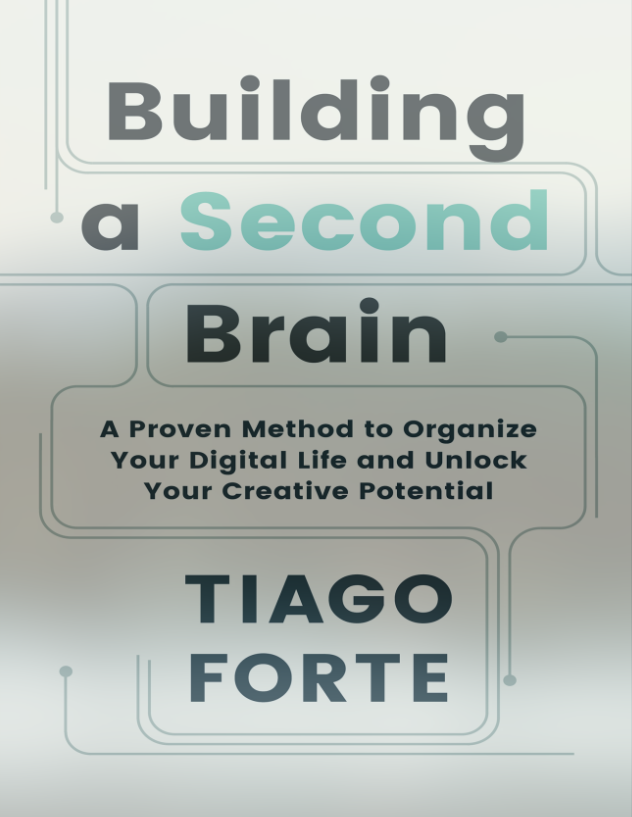 Building
a Second
Brain
A Proven Method to Organize
Your Digital Life and Unlock
Your Creative Potential
TIAGO
FORTE